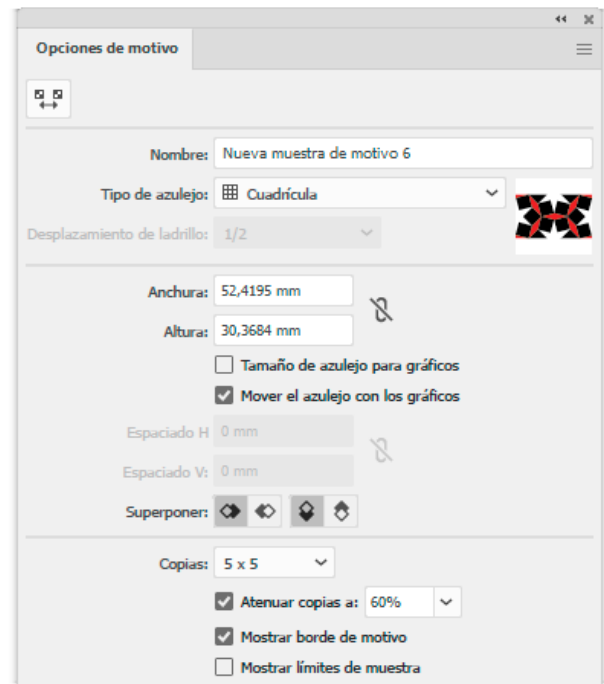 Opciones de motivo
Nombre: Nueva muestra de motivo 6
Tipo de azulejo: Cuadrícula
Desplazamiento de ladrillo: 1/2
Anchura: 52,4195 mm
Altura: 30,3684 mm
Tamaño de azulejo para gráficos
Mover el azulejo con los gráficos
Espaciado H 0 mm
Espaciado V: 0 mm
Superponer:
Copias: 5 x 5
Atenuar copias a: 60%
Mostrar borde de motivo
Mostrar límites de muestra